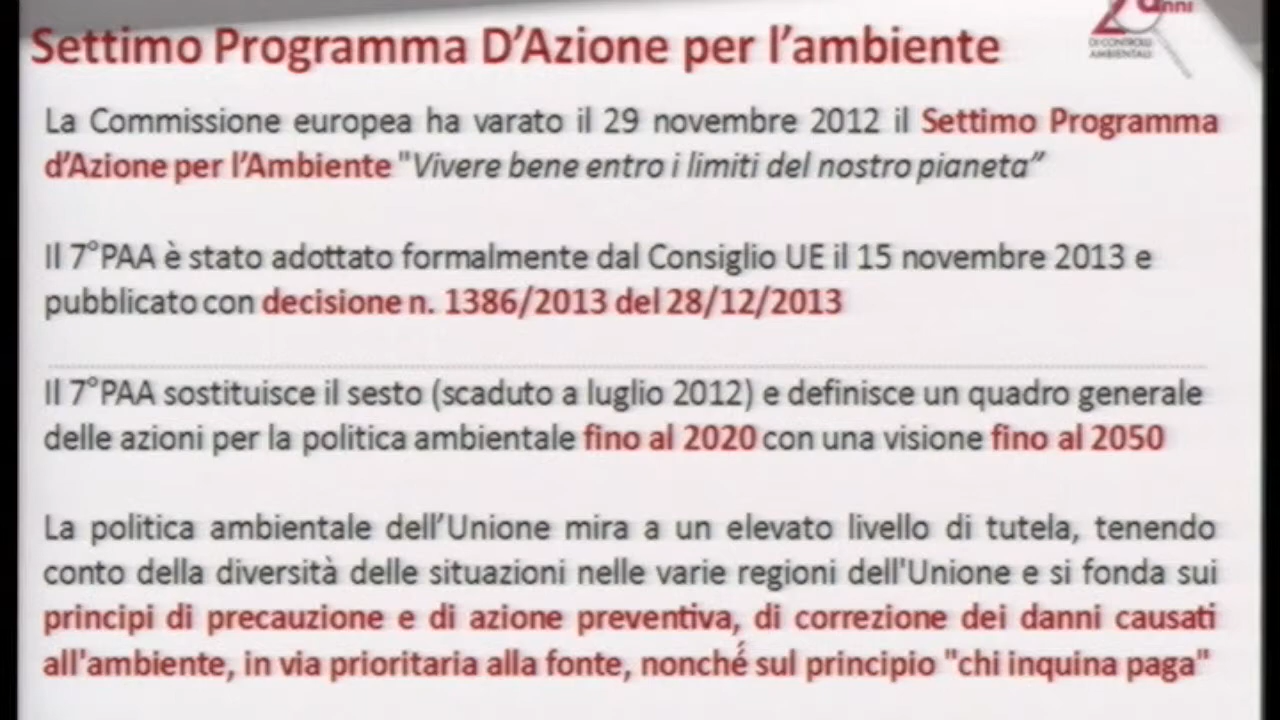 Settimo Programma D'Azione per l'ambiente
anni
DI CONTROLLI
AMBIENTALI
La Commissione europea ha varato il 29 novembre 2012 il Settimo Programma
d'Azione per l'Ambiente "Vivere bene entro i limiti del nostro pianeta”
Il 7°PAA è stato adottato formalmente dal Consiglio UE il 15 novembre 2013 e
pubblicato con decisione n. 1386/2013 del 28/12/2013
Il 7°PAA sostituisce il sesto (scaduto a luglio 2012) e definisce un quadro generale
delle azioni per la politica ambientale fino al 2020 con una visione fino al 2050
La politica ambientale dell’Unione mira a un elevato livello di tutela, tenendo
conto della diversità delle situazioni nelle varie regioni dell'Unione e si fonda sui
principi di precauzione e di azione preventiva, di correzione dei danni causati
all'ambiente, in via prioritaria alla fonte, nonché sul principio "chi inquina paga"